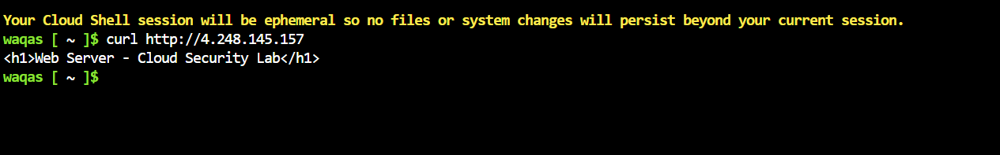 Your Cloud Shell session will be ephemeral so no files or system changes will persist beyond your current session.
waqas [ ~ ]$ curl http://4.248.145.157
<h1>Web Server - Cloud Security Lab</h1>
waqas [ ~ ]$